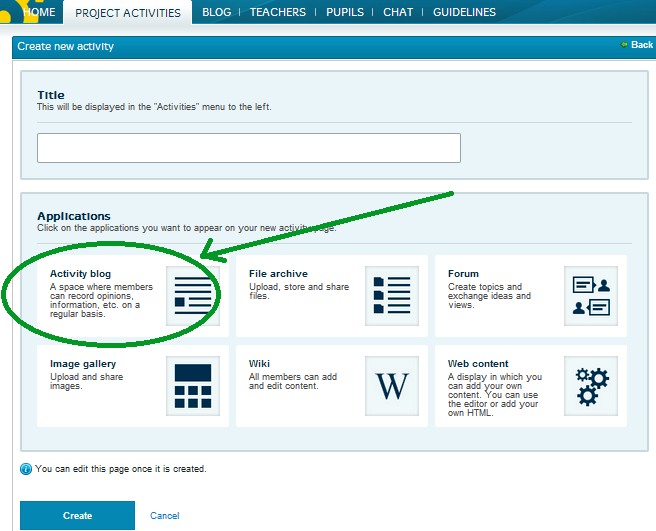 HOME PROJECT ACTIVITIES BLOG TEACHERS PUPILS CHAT GUIDELINES
Create new activity Back
Title
This will be displayed in the "Activities" menu to the left.
Applications
Click on the applications you want to appear on your new activity page.
Activity blog
A space where members
can record opinions,
information, etc. on a
regular basis.
File archive
Upload, store and share
files.
Forum
Create topics and
exchange ideas and
views.
Image gallery
Upload and share
images.
Wiki
All members can add
and edit content.
W
Web content
A display in which you
can add your own
content. You can use
the editor or add your
own HTML.
You can edit this page once it is created.
Create Cancel